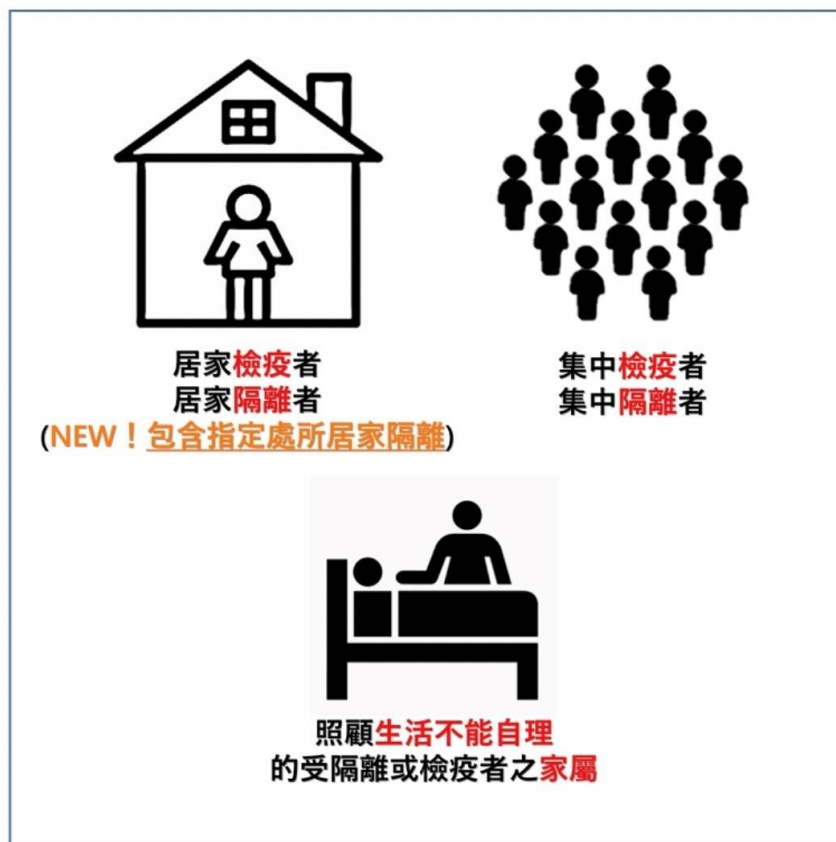 居家檢疫者
居家隔離者
(NEW！包含指定處所居家隔離)
集中檢疫者
集中隔離者
照顧生活不能自理
的受隔離或檢疫者之家屬